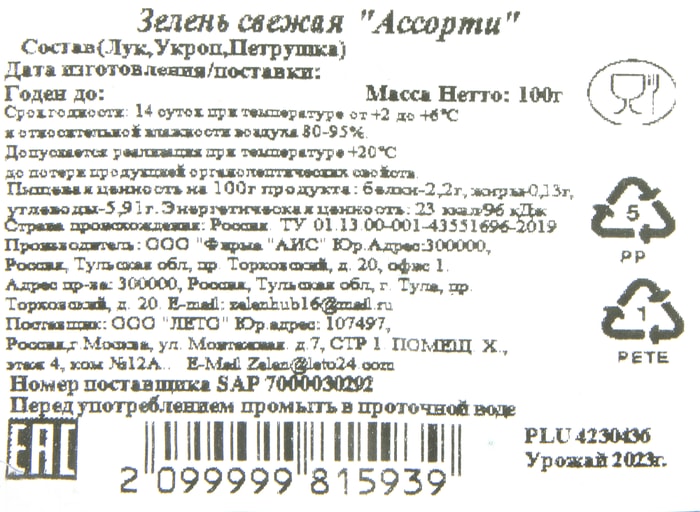 Зелень свежая "Ассорти"
Состав(Лук,Укроп,Петрушка)
Дата изготовления/поставки:
Годен до: Масса Нетто: 100г
Срок годности: 14 суток при температуре от +2 до +6°С
и относительной влажности воздуха 80-95%.
Допускается реализация при температуре +20°С
до потери продукцией органолептических свойств.
Пищевая ценность на 100г продукта: белки-2,2г, жиры-0,13г,
углеводы-5,91г. Энергетическая ценность: 23 ккал/96 кДж
Страна происхождения: Россия. ТУ 01.13.00-001-43551696-2019
Производитель: ООО "Фирма "АИС" Юр.Адрес:300000,
Россия, Тульская обл, пр. Торховский, д. 20, офис 1.
Адрес пр-ва: 300000, Россия, Тульская обл, г. Тула, пр.
Торховский, д. 20. E-mail: zelenhub16@mail.ru
Поставщик: ООО "ЛЕТО" Юр.адрес: 107497,
Россия,г.Москва, ул. Монтажная. д.7, СТР 1. ПОМЕЩ. X.,
этаж 4, ком №12А.. E-Mail Zelen@leto24.com
Номер поставщика SAP 7000030292
Перед употреблением промыть в проточной воде
5
PP
1
PETE
EAC
2 099999 815939
PLU 4230436
Урожай 2023г.